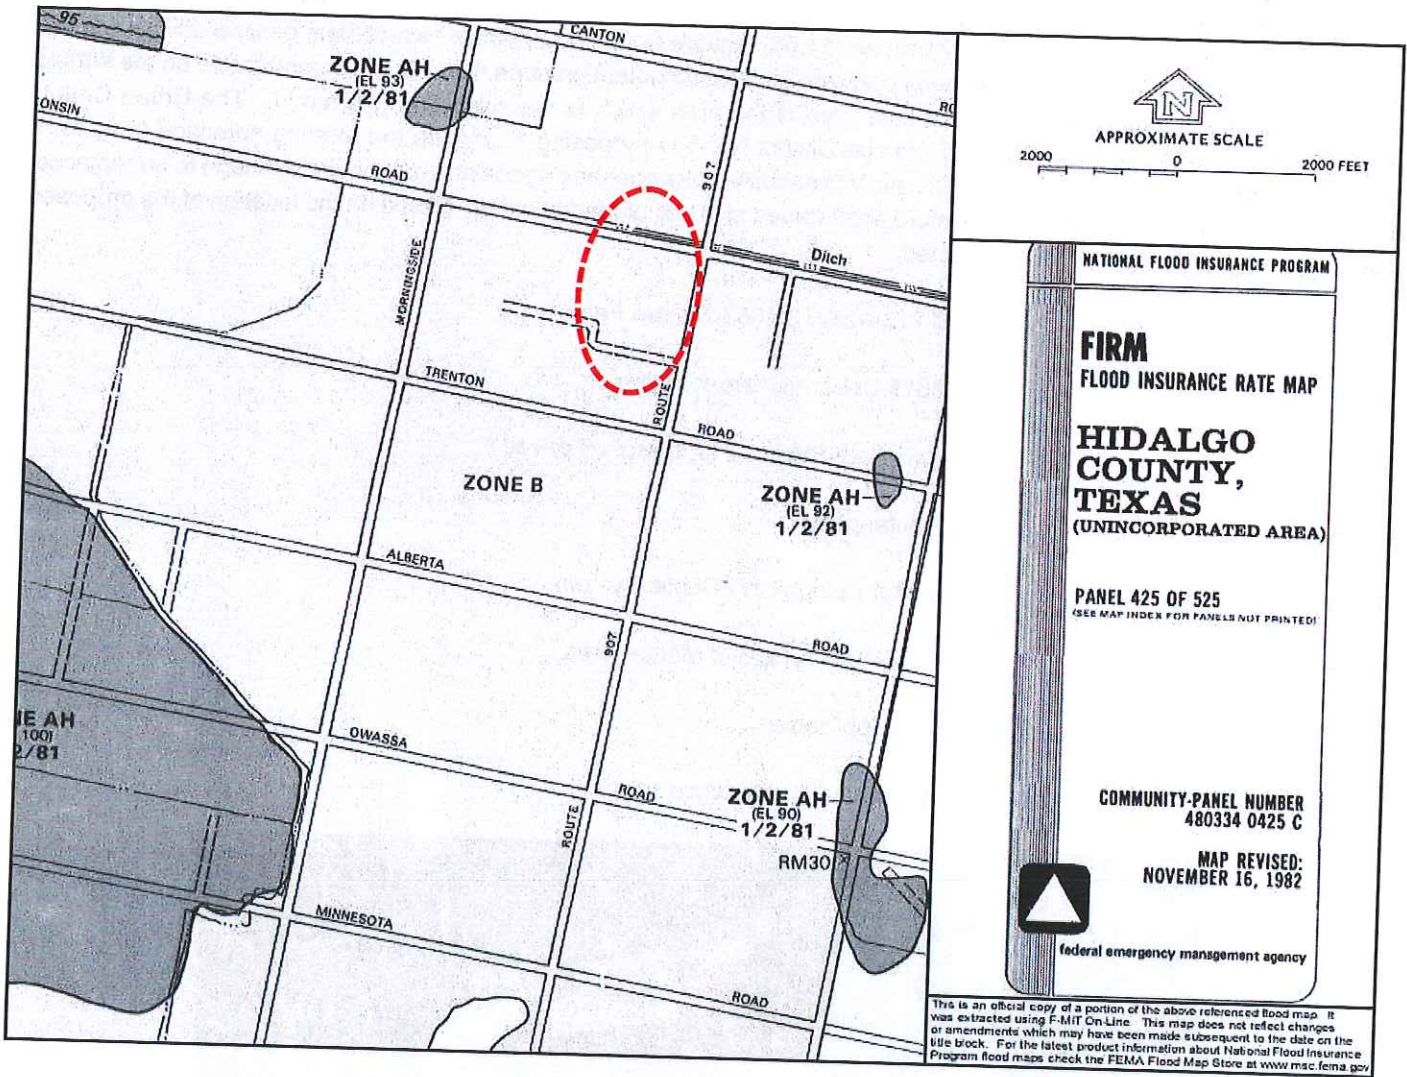 95
CANTON
ZONE AH
(EL 93)
1/2/81
CONSIN
ROAD
RO
907
MORNINGSIDE
Ditch
TRENTON
ROUTE
ROAD
ZONE B
ZONE AH
(EL 92)
1/2/81
ALBERTA
ROAD
907
NE AH
100)
2/81
OWASSA
ROAD
ZONE AH
(EL 90)
1/2/81
ROUTE
RM30
MINNESOTA
ROAD
N
APPROXIMATE SCALE
2000 0 2000 FEET
NATIONAL FLOOD INSURANCE PROGRAM
FIRM
FLOOD INSURANCE RATE MAP
HIDALGO
COUNTY,
TEXAS
(UNINCORPORATED AREA)
PANEL 425 OF 525
(SEE MAP INDEX FOR PANELS NOT PRINTED)
COMMUNITY-PANEL NUMBER
480334 0425 C
MAP REVISED:
NOVEMBER 16, 1982
federal emergency management agency
This is an official copy of a portion of the above referenced flood map. It
was extracted using F-MIT On-Line. This map does not reflect changes
or amendments which may have been made subsequent to the date on the
title block. For the latest product information about National Flood Insurance
Program flood maps check the FEMA Flood Map Store at www.msc.fema.gov